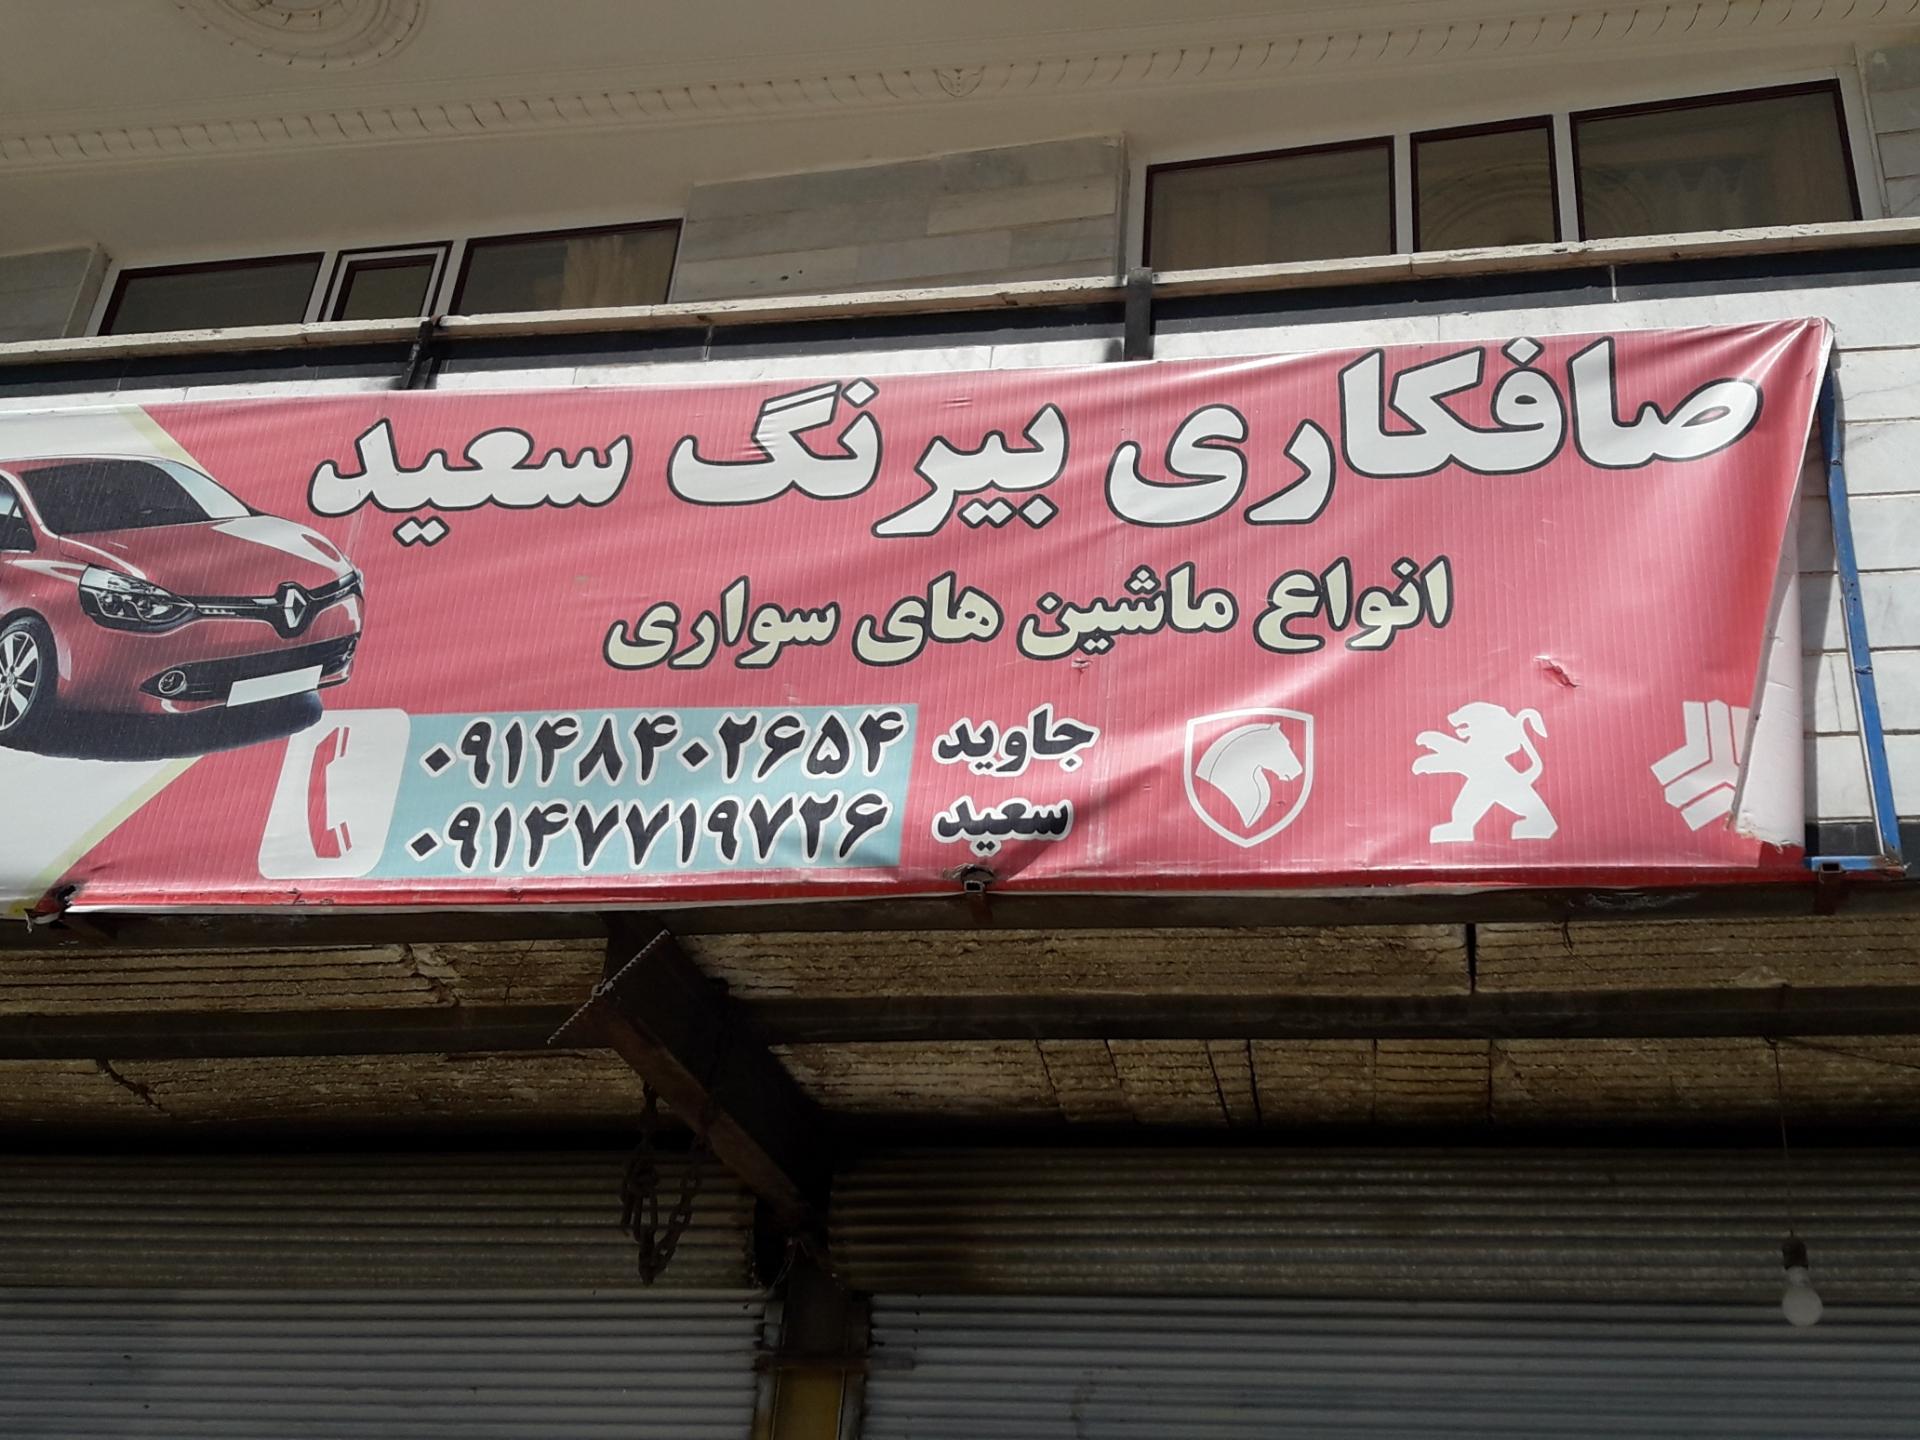 صافکاری بیرنگ سعید
انواع ماشین های سواری
جاوید ۰۹۱۴۸۴۰۲۶۵۴
سعید ۰۹۱۴۷۷۱۹۷۲۶